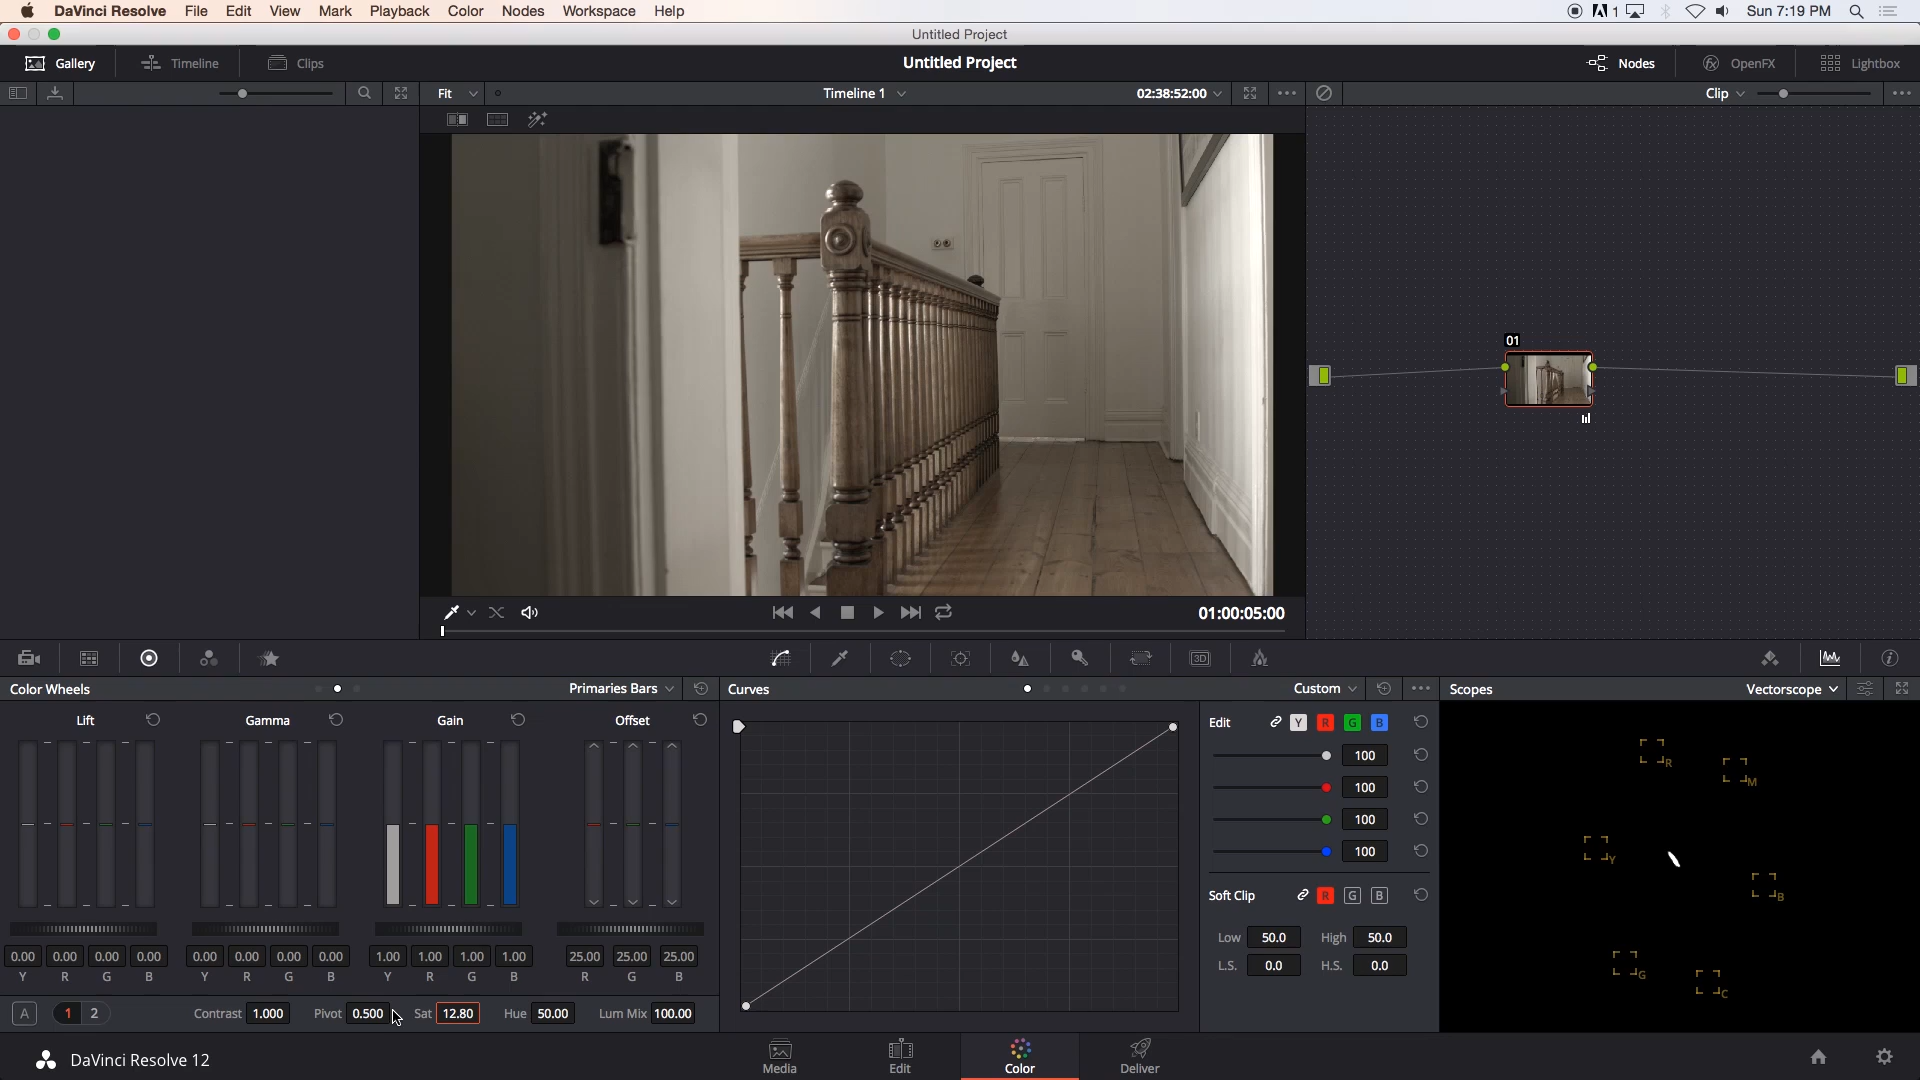 DaVinci Resolve File Edit View Mark Playback Color Nodes Workspace Help 1 Sun 7:19 PM
Untitled Project
Gallery Timeline Clips Untitled Project Nodes OpenFX Lightbox
Fit Timeline 1 02:38:52:00 Clip
01
01:00:05:00
3D
Color Wheels Primaries Bars Curves Custom Scopes Vectorscope
Lift Gamma Gain Offset Edit Y R G B
100
100
100
100
Soft Clip R G B
Low 50.0 High 50.0
L.S. 0.0 H.S. 0.0
R
M
Y
B
G
C
0.00 0.00 0.00 0.00 0.00 0.00 0.00 0.00 1.00 1.00 1.00 1.00 25.00 25.00 25.00
Y R G B Y R G B Y R G B R G B
A 1 2 Contrast 1.000 Pivot 0.500 Sat 12.80 Hue 50.00 Lum Mix 100.00
DaVinci Resolve 12 Media Edit Color Deliver